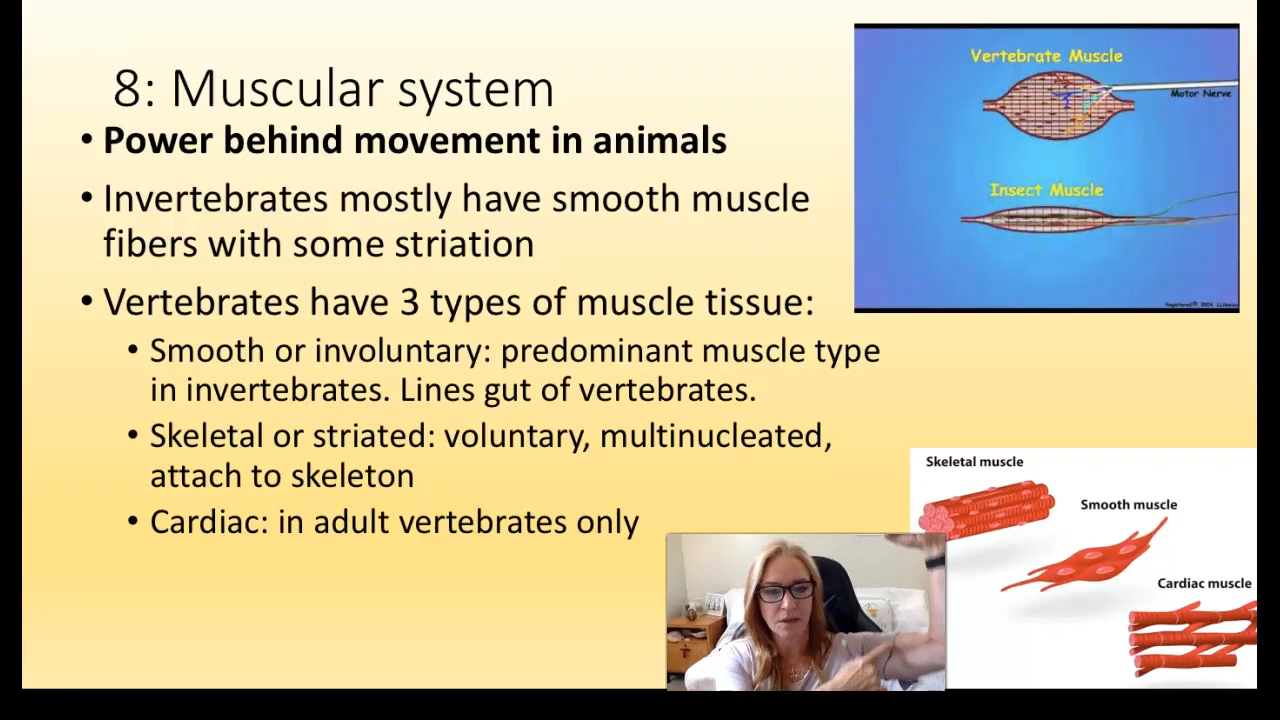 8: Muscular system
• Power behind movement in animals
• Invertebrates mostly have smooth muscle
fibers with some striation
• Vertebrates have 3 types of muscle tissue:
• Smooth or involuntary: predominant muscle type
in invertebrates. Lines gut of vertebrates.
• Skeletal or striated: voluntary, multinucleated,
attach to skeleton
• Cardiac: in adult vertebrates only
Vertebrate Muscle
Motor Nerve
Insect Muscle
Skeletal muscle
Smooth muscle
Cardiac muscle